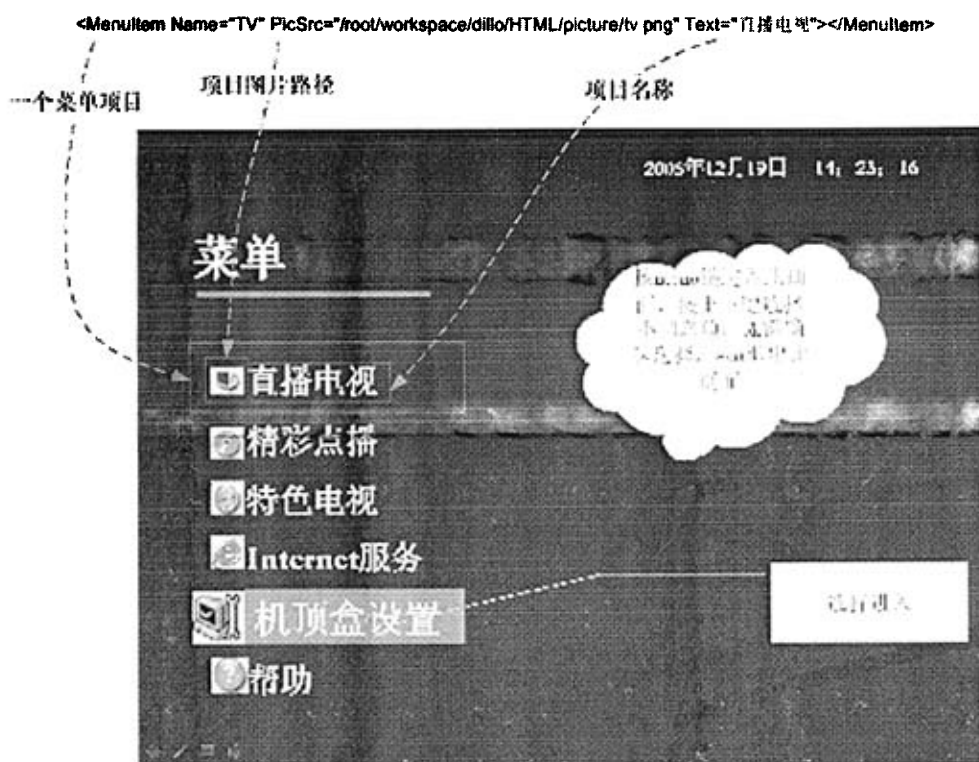 <MenuItem Name="TV" PicSrc="/root/workspace/dillo/HTML/picture/tv png" Text="直播电视"></MenuItem>
一个菜单项目
项目图片路径
项目名称
2005年12月19日 14:23:16
菜单
直播电视
精彩点播
特色电视
Internet服务
机顶盒设置
选择进入
帮助